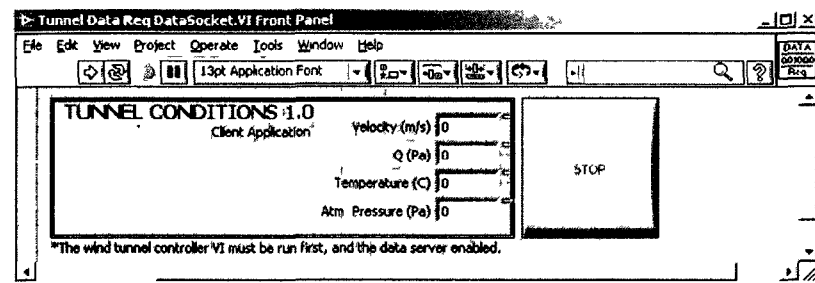 Tunnel Data Req DataSocket.VI Front Panel
File Edit View Project Operate Tools Window Help
DATA
001000
Req
13pt Application Font
?
TUNNEL CONDITIONS 1.0
Client Application
Velocity (m/s) 0
Q (Pa) 0
Temperature (C) 0
Atm Pressure (Pa) 0
STOP
*The wind tunnel controller VI must be run first, and the data server enabled.